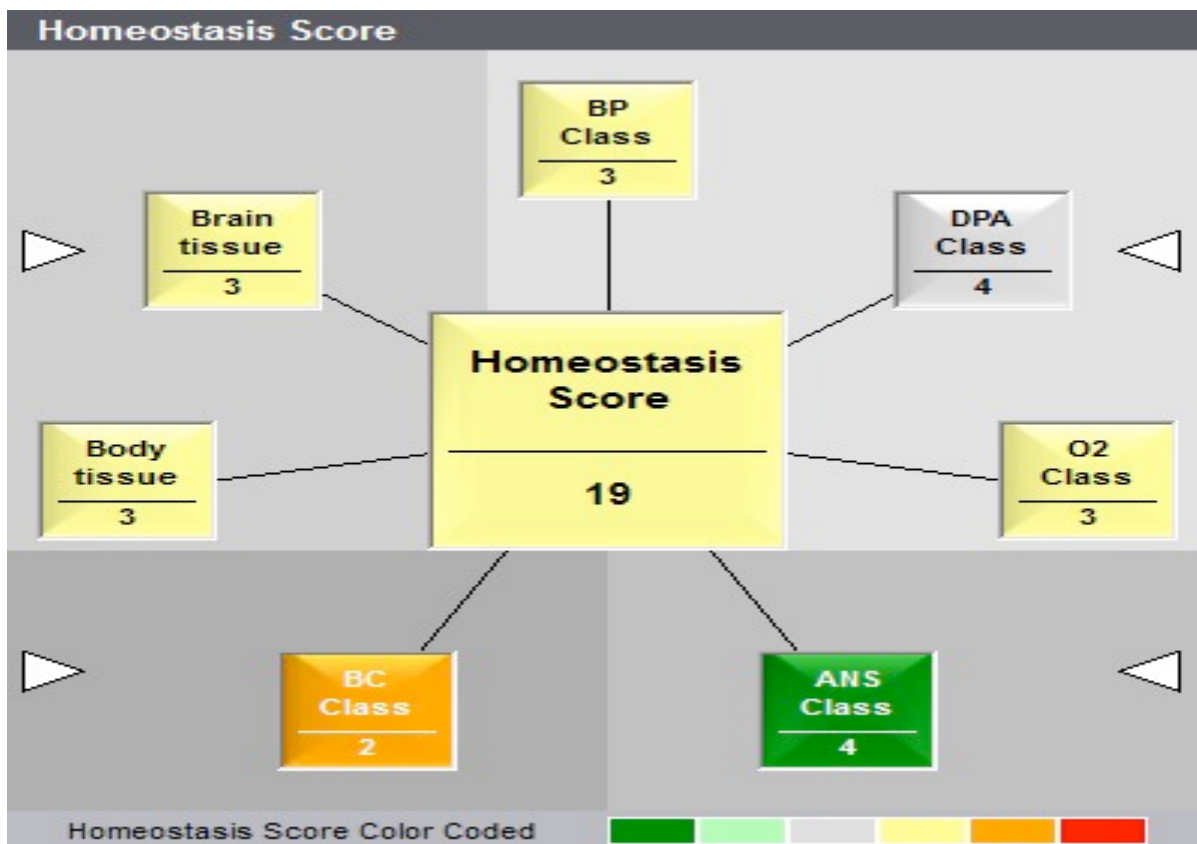 Homeostasis Score
BP
Class
3
Brain
tissue
3
DPA
Class
4
Homeostasis
Score
19
Body
tissue
3
O2
Class
3
BC
Class
2
ANS
Class
4
Homeostasis Score Color Coded